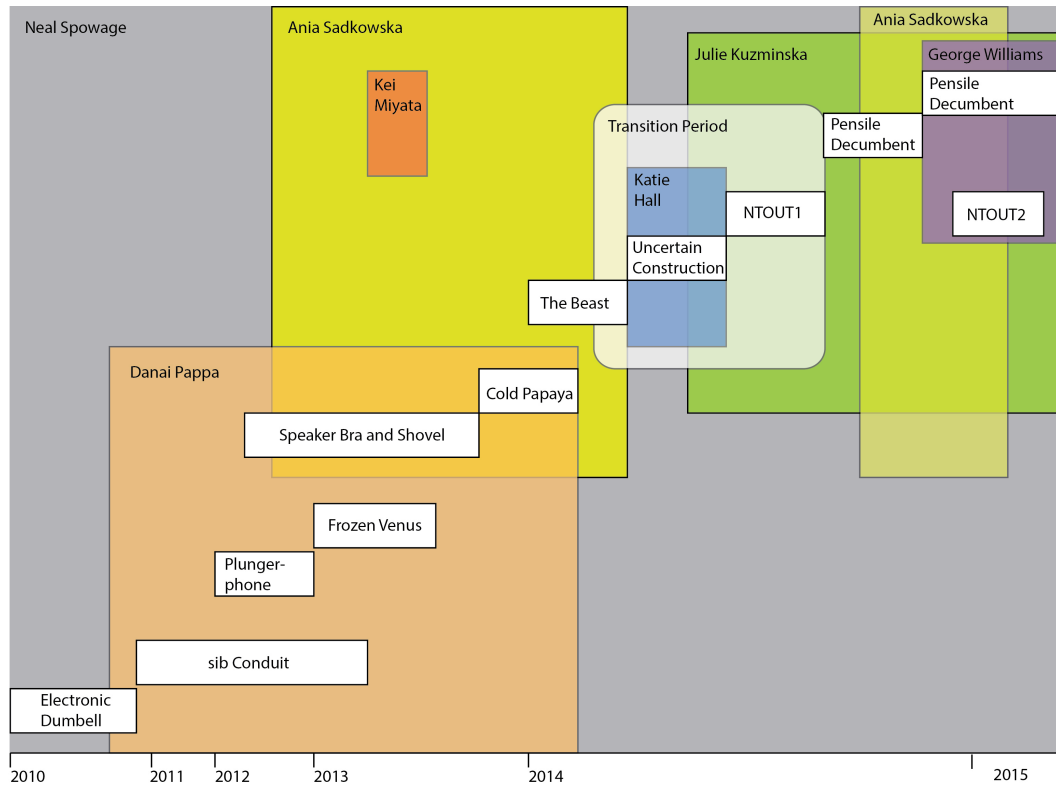 Neal Spowage
Ania Sadkowska
Ania Sadkowska
Julie Kuzminska
George Williams
Kei
Miyata
Pensile
Decumbent
Transition Period
Pensile
Decumbent
Katie
Hall
NTOUT1
NTOUT2
Uncertain
Construction
The Beast
Danai Pappa
Cold Papaya
Speaker Bra and Shovel
Frozen Venus
Plunger-
phone
sib Conduit
Electronic
Dumbell
2010
2011
2012
2013
2014
2015